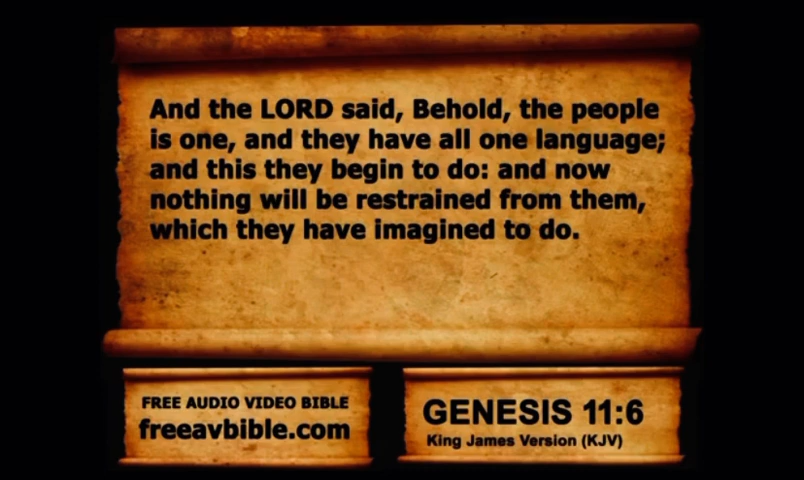 And the LORD said, Behold, the people
is one, and they have all one language;
and this they begin to do: and now
nothing will be restrained from them,
which they have imagined to do.
FREE AUDIO VIDEO BIBLE
freeavbible.com
GENESIS 11:6
King James Version (KJV)